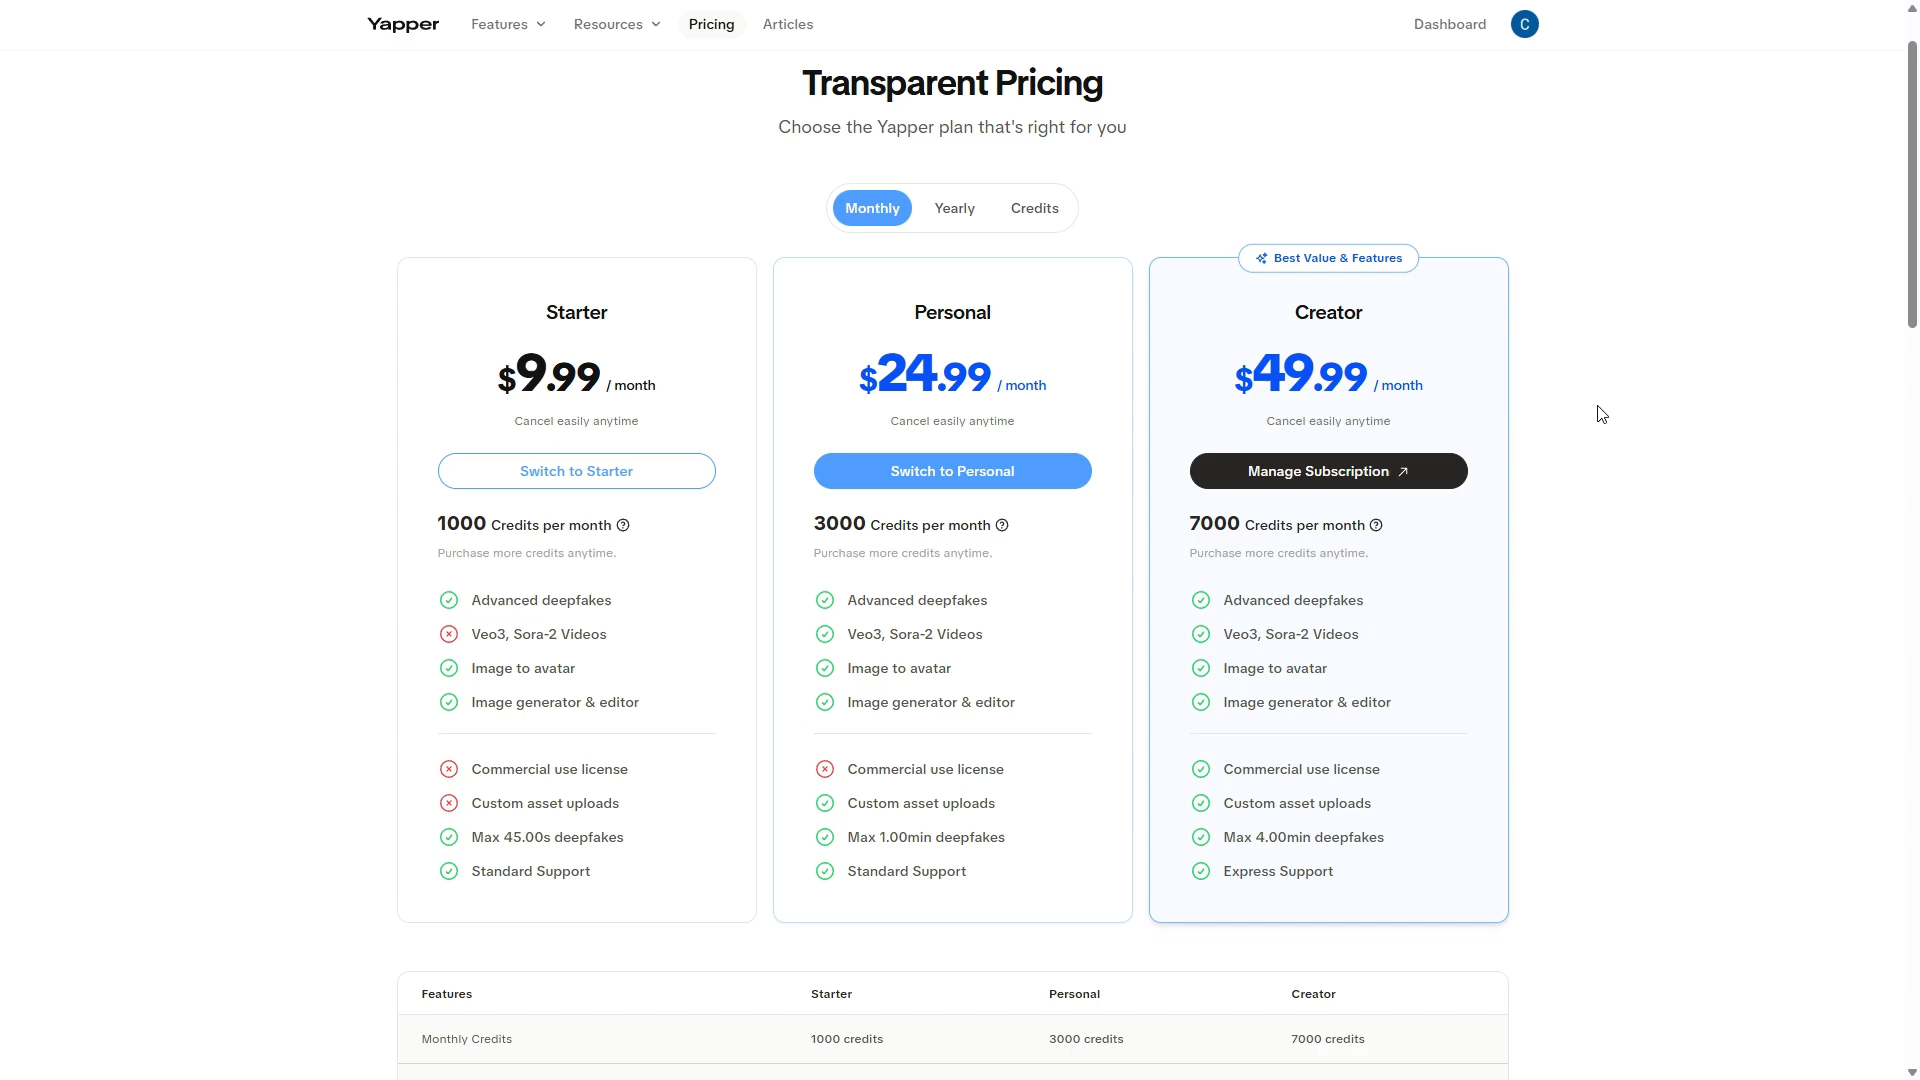 Yapper
Features
Resources
Pricing
Articles
Dashboard
C
Transparent Pricing
Choose the Yapper plan that's right for you
Monthly
Yearly
Credits
Starter
$9.99 / month
Cancel easily anytime
Switch to Starter
1000 Credits per month
Purchase more credits anytime.
Advanced deepfakes
Veo3, Sora-2 Videos
Image to avatar
Image generator & editor
Commercial use license
Custom asset uploads
Max 45.00s deepfakes
Standard Support
Personal
$24.99 / month
Cancel easily anytime
Switch to Personal
3000 Credits per month
Purchase more credits anytime.
Advanced deepfakes
Veo3, Sora-2 Videos
Image to avatar
Image generator & editor
Commercial use license
Custom asset uploads
Max 1.00min deepfakes
Standard Support
Best Value & Features
Creator
$49.99 / month
Cancel easily anytime
Manage Subscription
7000 Credits per month
Purchase more credits anytime.
Advanced deepfakes
Veo3, Sora-2 Videos
Image to avatar
Image generator & editor
Commercial use license
Custom asset uploads
Max 4.00min deepfakes
Express Support
Features Starter Personal Creator
Monthly Credits 1000 credits 3000 credits 7000 credits